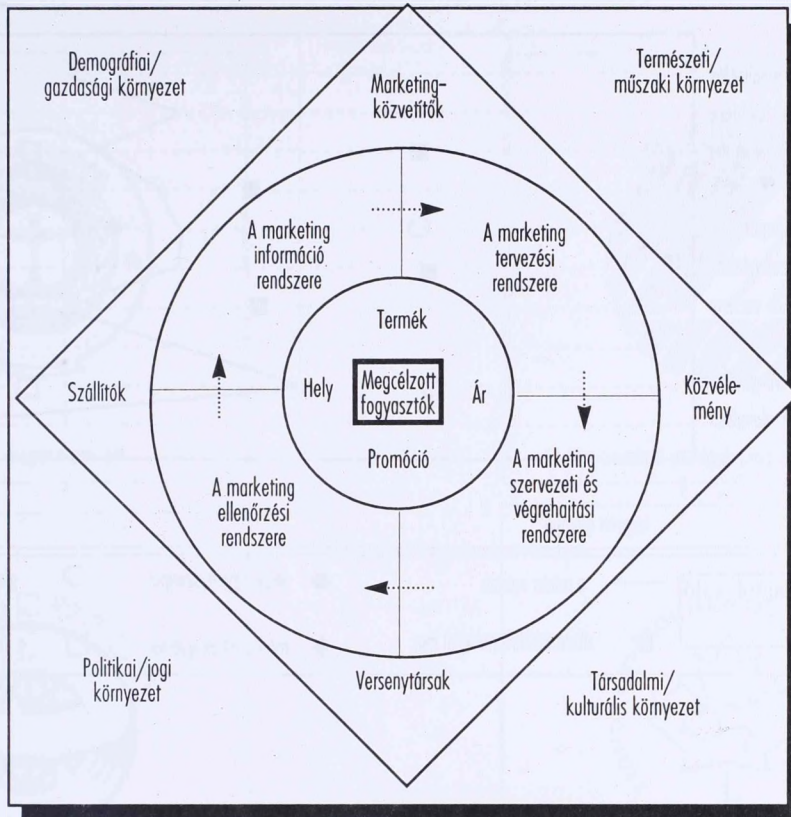 Demográfiai/
gazdasági környezet
Marketing-
közvetítők
Természeti/
műszaki környezet
A marketing
információ
rendszere
A marketing
tervezési
rendszere
Termék
Szállítók
Hely
Megcélzott
fogyasztók
Ár
Közvéle-
mény
Promóció
A marketing
ellenőrzési
rendszere
A marketing
szervezeti és
végrehajtási
rendszere
Politikai/jogi
környezet
Versenytársak
Társadalmi/
kulturális környezet